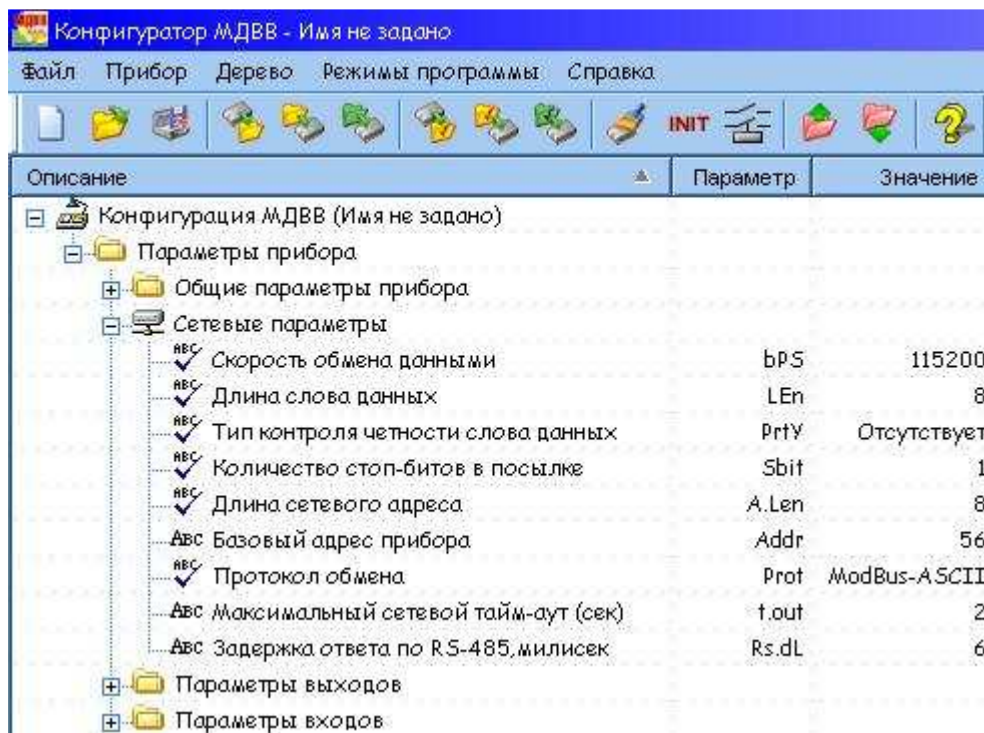 Конфигуратор МДВВ - Имя не задано
Файл Прибор Дерево Режимы программы Справка
INIT
Описание Параметр Значение
Конфигурация МДВВ (Имя не задано)
Параметры прибора
Общие параметры прибора
Сетевые параметры
Скорость обмена данными bPS 115200
Длина слова данных LEn 8
Тип контроля четности слова данных PrtY Отсутствует
Количество стоп-битов в посылке Sbit 1
Длина сетевого адреса A.Len 8
Базовый адрес прибора Addr 56
Протокол обмена Prot ModBus-ASCII
Максимальный сетевой тайм-аут (сек) t.out 2
Задержка ответа по RS-485,милисек Rs.dL 6
Параметры выходов
Параметры входов